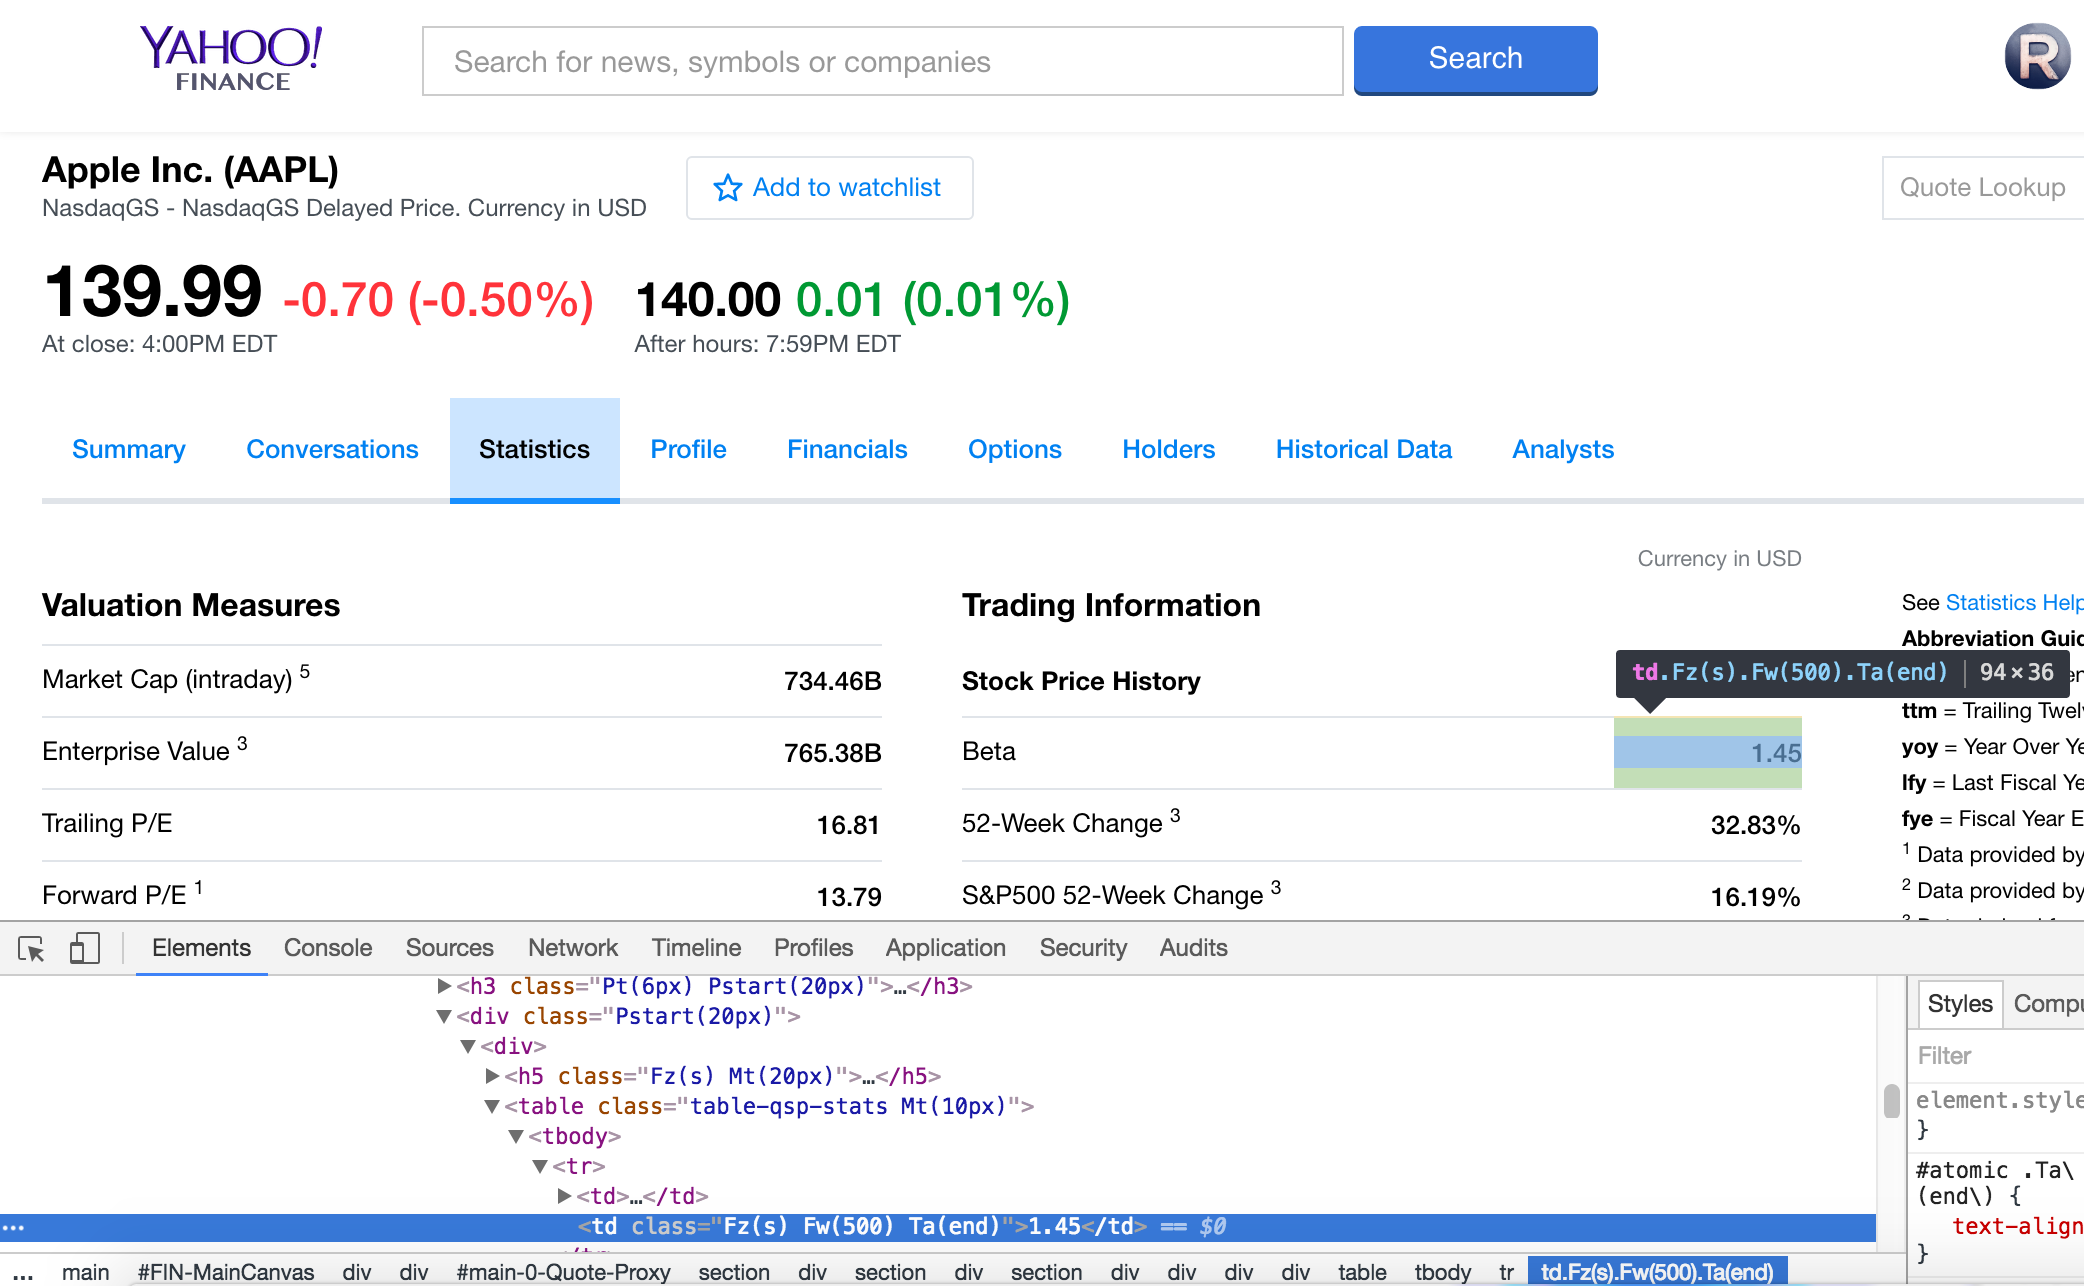 YAHOO!
FINANCE
Search for news, symbols or companies
Search
R
Apple Inc. (AAPL)
NasdaqGS - NasdaqGS Delayed Price. Currency in USD
Add to watchlist
Quote Lookup
139.99 -0.70 (-0.50%)
At close: 4:00PM EDT
140.00 0.01 (0.01%)
After hours: 7:59PM EDT
Summary Conversations Statistics Profile Financials Options Holders Historical Data Analysts
Currency in USD
Valuation Measures
Market Cap (intraday) 5 734.46B
Enterprise Value 3 765.38B
Trailing P/E 16.81
Forward P/E 1 13.79
Trading Information
Stock Price History
td.Fz(s).Fw(500).Ta(end) | 94×36
Beta 1.45
52-Week Change 3 32.83%
S&P500 52-Week Change 3 16.19%
See Statistics Help
Abbreviation Guid
ttm = Trailing Twel
yoy = Year Over Ye
lfy = Last Fiscal Ye
fye = Fiscal Year E
1 Data provided by
2 Data provided by
Elements Console Sources Network Timeline Profiles Application Security Audits
<h3 class="Pt(6px) Pstart(20px)">…</h3>
<div class="Pstart(20px)">
<div>
<h5 class="Fz(s) Mt(20px)">…</h5>
<table class="table-qsp-stats Mt(10px)">
<tbody>
<tr>
<td>…</td>
... <td class="Fz(s) Fw(500) Ta(end)">1.45</td> == $0
... main #FIN-MainCanvas div div #main-0-Quote-Proxy section div section div section div div div div table tbody tr td.Fz(s).Fw(500).Ta(end)
Styles Compu
Filter
element.style
}
#atomic .Ta\
(end\) {
text-align
}